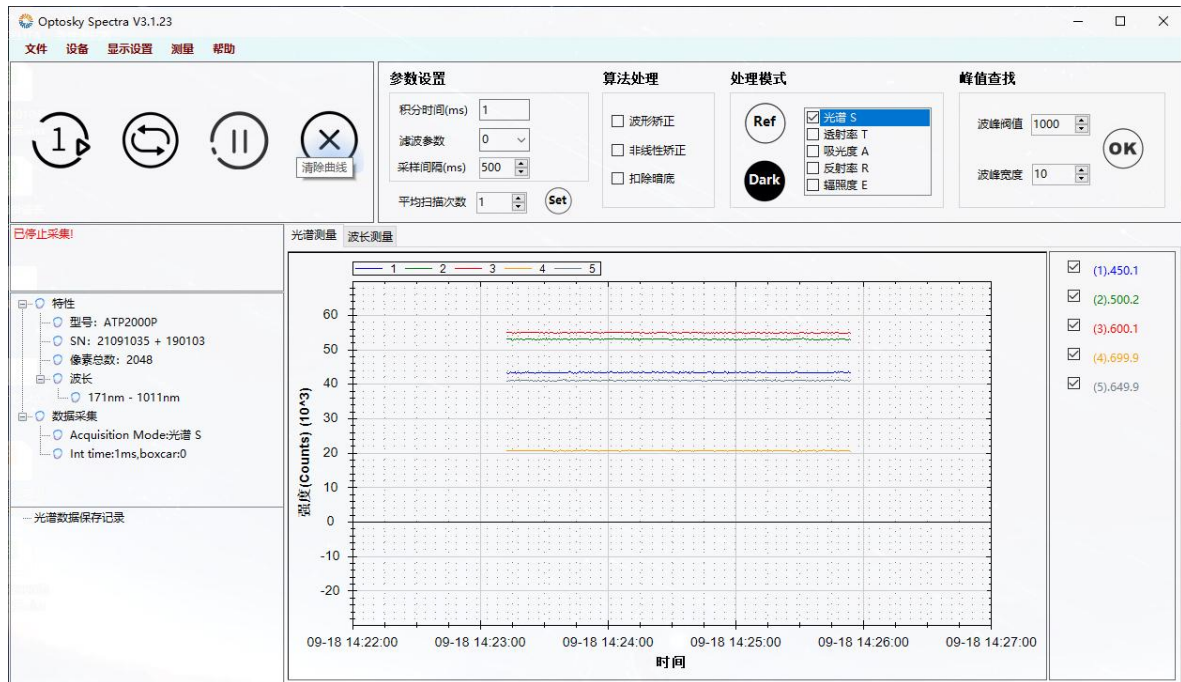 Optosky Spectra V3.1.23
文件 设备 显示设置 测量 帮助
1
清除曲线
参数设置
积分时间(ms) 1
滤波参数 0
采样间隔(ms) 500
平均扫描次数 1 Set
算法处理
波形矫正
非线性矫正
扣除暗底
处理模式
Ref
Dark
光谱 S
透射率 T
吸光度 A
反射率 R
辐照度 E
峰值查找
波峰阀值 1000
波峰宽度 10
OK
已停止采集!
特性
型号: ATP2000P
SN: 21091035 + 190103
像素总数: 2048
波长
171nm - 1011nm
数据采集
Acquisition Mode:光谱 S
Int time:1ms,boxcar:0
光谱数据保存记录
光谱测量 波长测量
1 2 3 4 5
强度(Counts) (10^3)
60
50
40
30
20
10
0
-10
-20
09-18 14:22:00 09-18 14:23:00 09-18 14:24:00 09-18 14:25:00 09-18 14:26:00 09-18 14:27:00
时间
(1).450.1
(2).500.2
(3).600.1
(4).699.9
(5).649.9